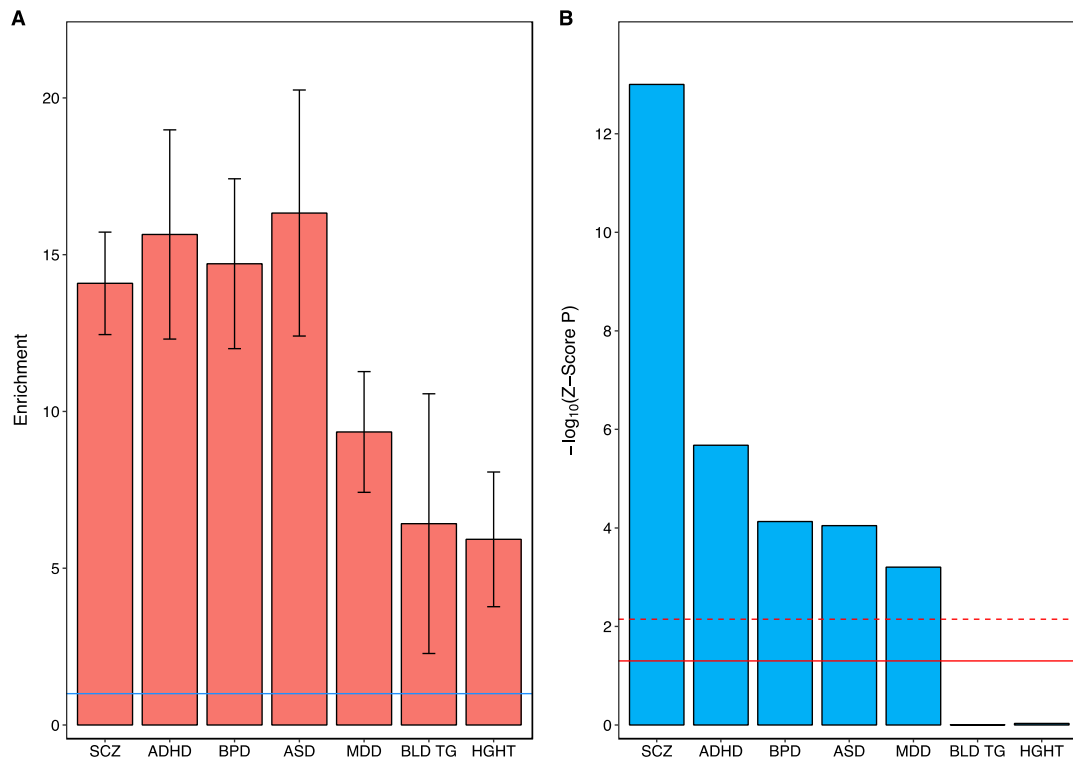 A
Enrichment
20
15
10
5
0
SCZ ADHD BPD ASD MDD BLD TG HGHT
B
−log₁₀(Z−Score P)
12
10
8
6
4
2
0
SCZ ADHD BPD ASD MDD BLD TG HGHT